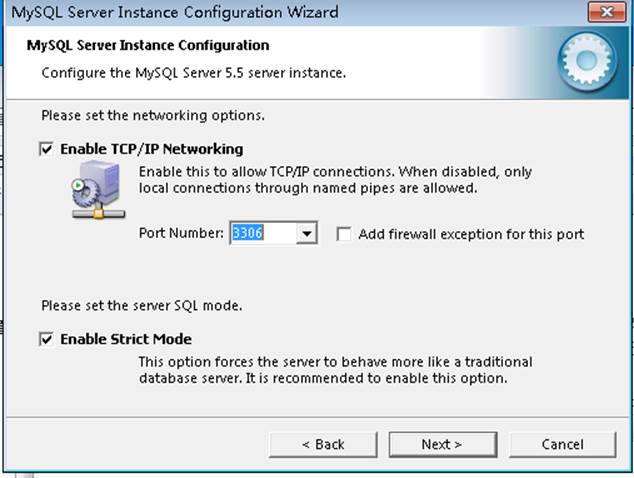 MySQL Server Instance Configuration Wizard
MySQL Server Instance Configuration
Configure the MySQL Server 5.5 server instance.
Please set the networking options.
Enable TCP/IP Networking
Enable this to allow TCP/IP connections. When disabled, only
local connections through named pipes are allowed.
Port Number: 3306 Add firewall exception for this port
Please set the server SQL mode.
Enable Strict Mode
This option forces the server to behave more like a traditional
database server. It is recommended to enable this option.
< Back Next > Cancel